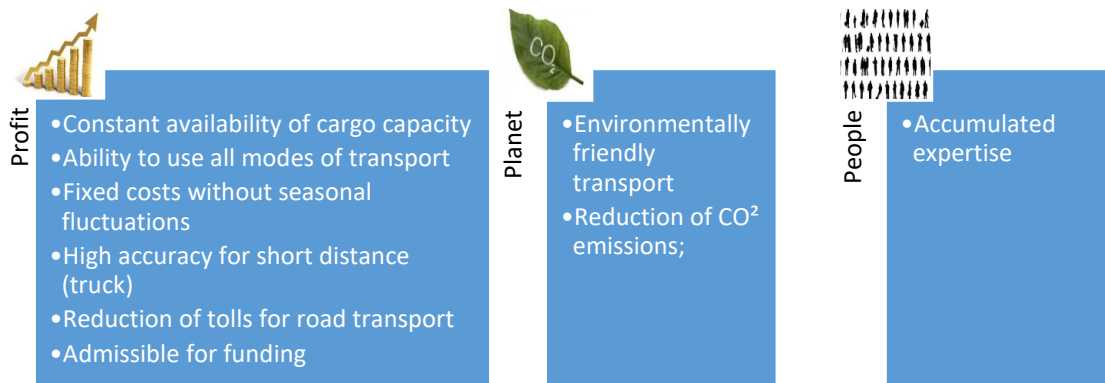 Profit
•Constant availability of cargo capacity
•Ability to use all modes of transport
•Fixed costs without seasonal
fluctuations
•High accuracy for short distance
(truck)
•Reduction of tolls for road transport
•Admissible for funding
CO₂
Planet
•Environmentally
friendly
transport
•Reduction of CO²
emissions;
People
•Accumulated
expertise